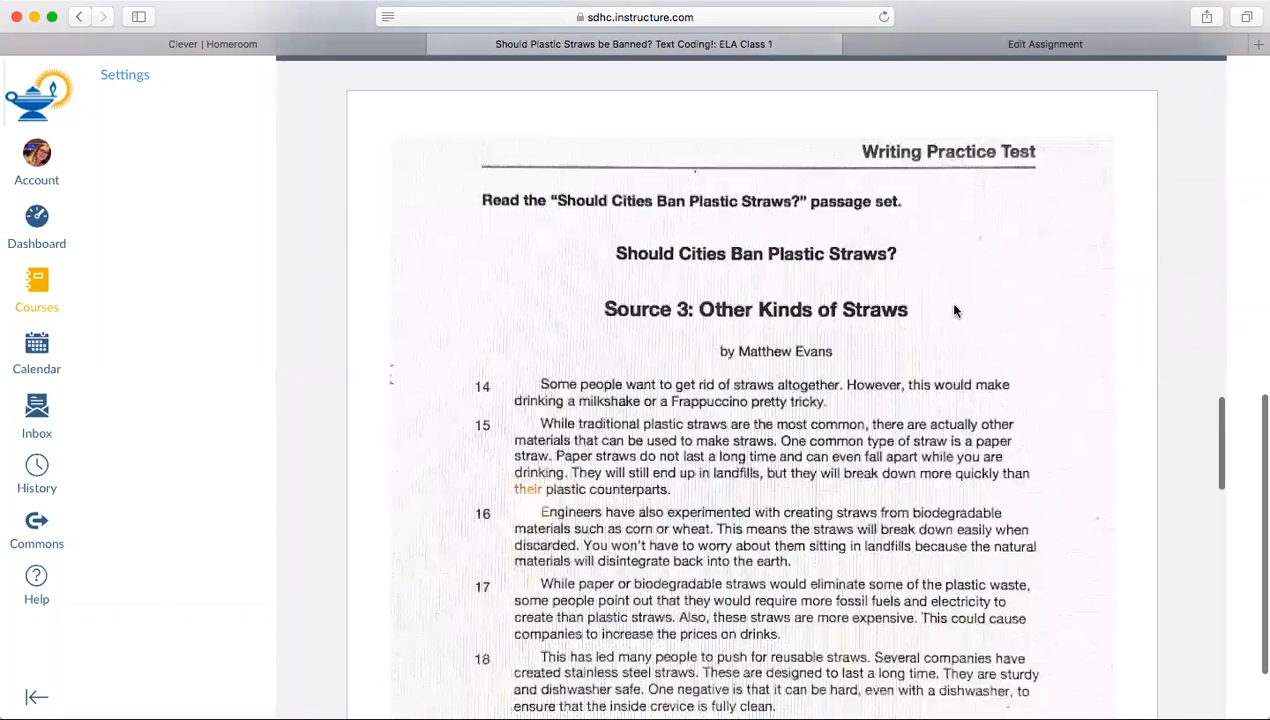 sdhc.instructure.com
Clever | Homeroom
Should Plastic Straws be Banned? Text Coding!: ELA Class 1
Edit Assignment
Settings
Account
Dashboard
Courses
Calendar
Inbox
History
Commons
Help
Writing Practice Test
Read the “Should Cities Ban Plastic Straws?” passage set.
Should Cities Ban Plastic Straws?
Source 3: Other Kinds of Straws
by Matthew Evans
14 Some people want to get rid of straws altogether. However, this would make
drinking a milkshake or a Frappuccino pretty tricky.
15 While traditional plastic straws are the most common, there are actually other
materials that can be used to make straws. One common type of straw is a paper
straw. Paper straws do not last a long time and can even fall apart while you are
drinking. They will still end up in landfills, but they will break down more quickly than
their plastic counterparts.
16 Engineers have also experimented with creating straws from biodegradable
materials such as corn or wheat. This means the straws will break down easily when
discarded. You won't have to worry about them sitting in landfills because the natural
materials will disintegrate back into the earth.
17 While paper or biodegradable straws would eliminate some of the plastic waste,
some people point out that they would require more fossil fuels and electricity to
create than plastic straws. Also, these straws are more expensive. This could cause
companies to increase the prices on drinks.
18 This has led many people to push for reusable straws. Several companies have
created stainless steel straws. These are designed to last a long time. They are sturdy
and dishwasher safe. One negative is that it can be hard, even with a dishwasher, to
ensure that the inside crevice is fully clean.